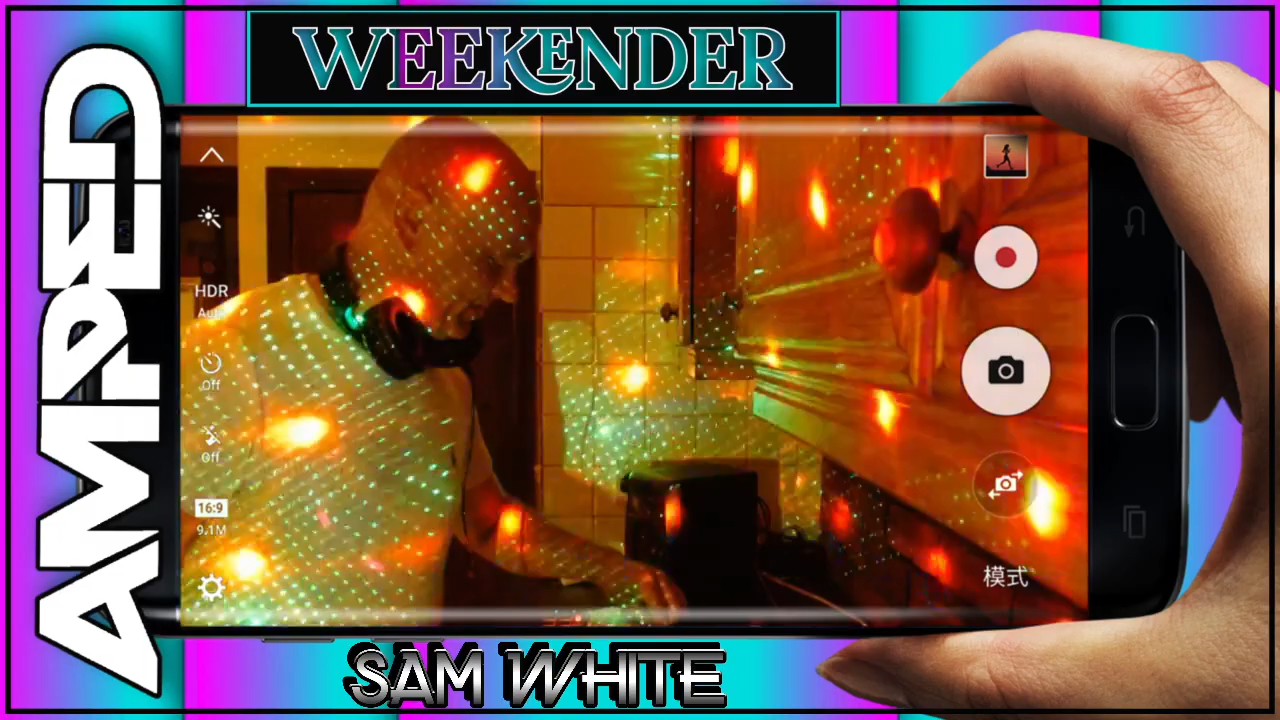 WEEKENDER
AMPED
HDR
Auto
Off
Off
16:9
9.1M
模式
SAM WHITE